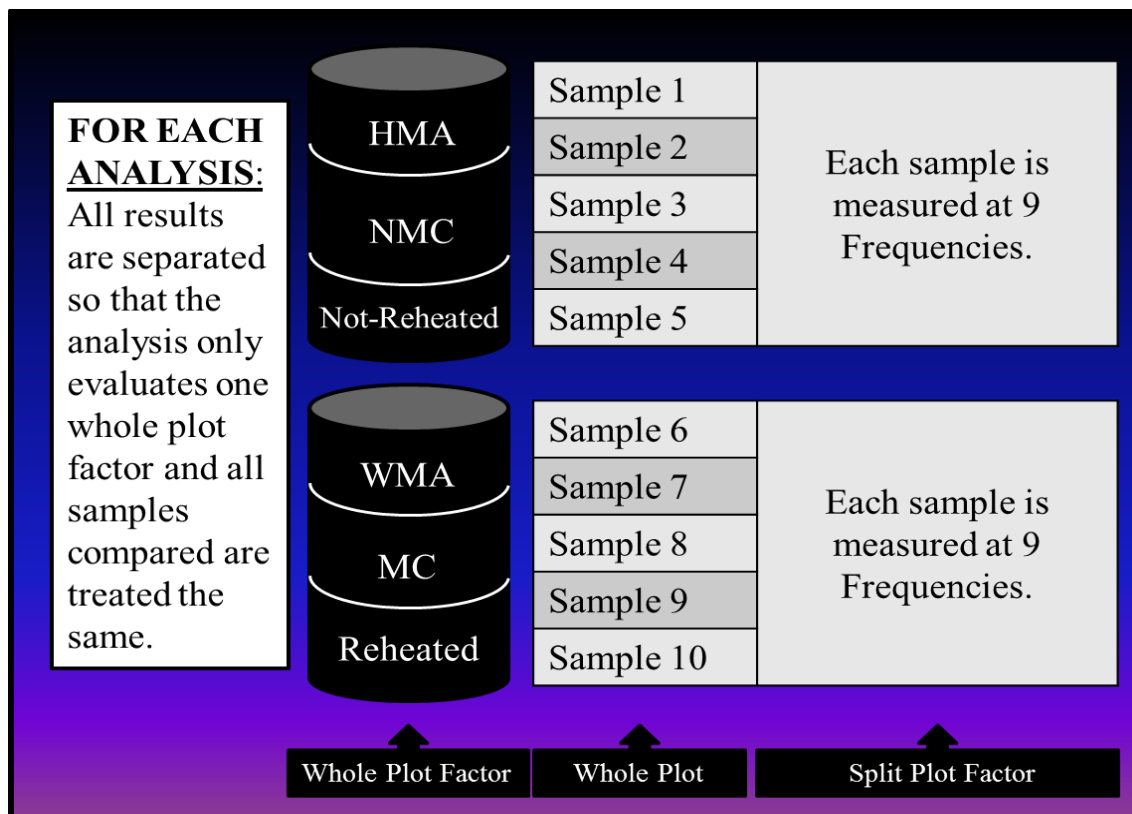 FOR EACH
ANALYSIS:
All results
are separated
so that the
analysis only
evaluates one
whole plot
factor and all
samples
compared are
treated the
same.
HMA
NMC
Not-Reheated
Sample 1
Sample 2
Sample 3
Sample 4
Sample 5
Each sample is
measured at 9
Frequencies.
WMA
MC
Reheated
Sample 6
Sample 7
Sample 8
Sample 9
Sample 10
Each sample is
measured at 9
Frequencies.
Whole Plot Factor
Whole Plot
Split Plot Factor